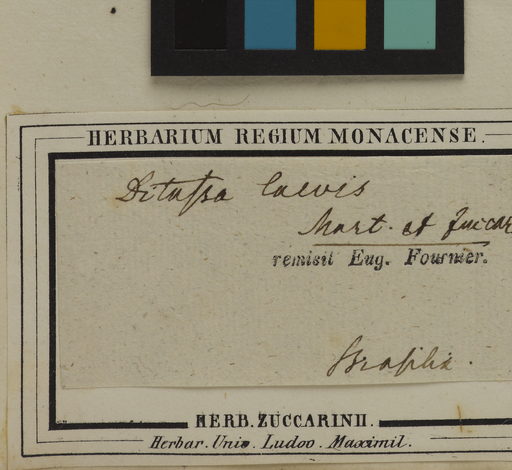 HERBARIUM REGIUM MONACENSE.
Ditassa laevis
Mart. et Zuccar
remisit Eug. Fournier.
Brasilia.
HERB. ZUCCARINII.
Herbar. Univ. Ludov. Maximil.